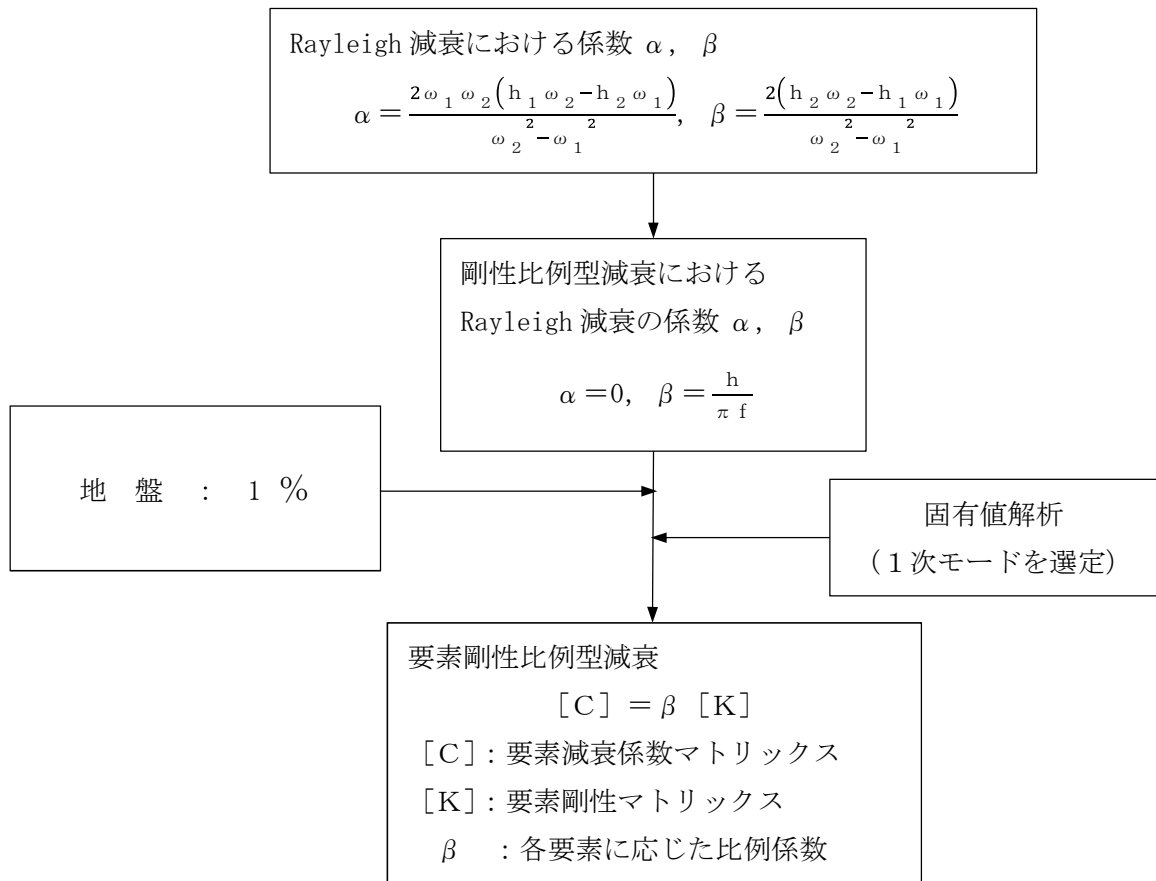 Rayleigh 減衰における係数 α, β
α＝2ω₁ω₂(h₁ω₂－h₂ω₁)/(ω₂²－ω₁²), β＝2(h₂ω₂－h₁ω₁)/(ω₂²－ω₁²)
剛性比例型減衰における
Rayleigh 減衰の係数 α, β
α＝0, β＝h/(πf)
地 盤 : 1 %
固有値解析
（１次モードを選定）
要素剛性比例型減衰
［C］＝β［K］
［C］: 要素減衰係数マトリックス
［K］: 要素剛性マトリックス
β : 各要素に応じた比例係数